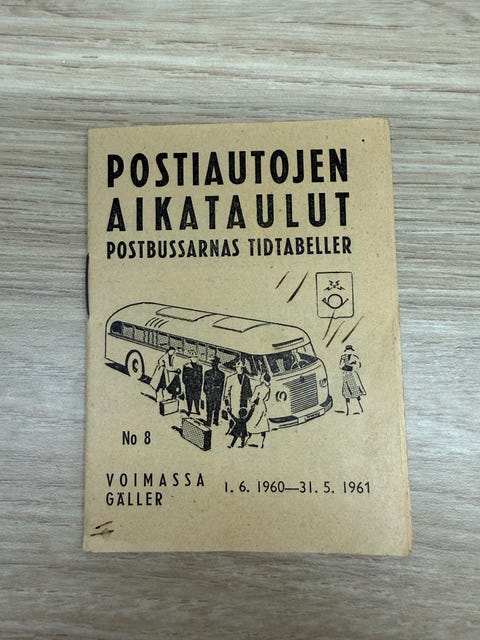 POSTIAUTOJEN
AIKATAULUT
POSTBUSSARNAS TIDTABELLER
No 8
VOIMASSA
GÄLLER
1. 6. 1960—31. 5. 1961